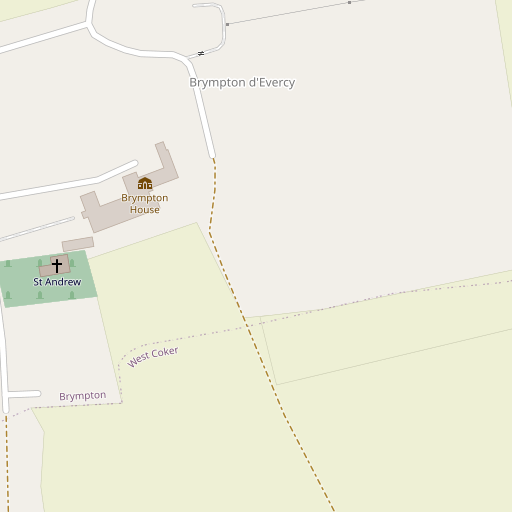 Brympton d'Evercy
Brympton
House
St Andrew
West Coker
Brympton